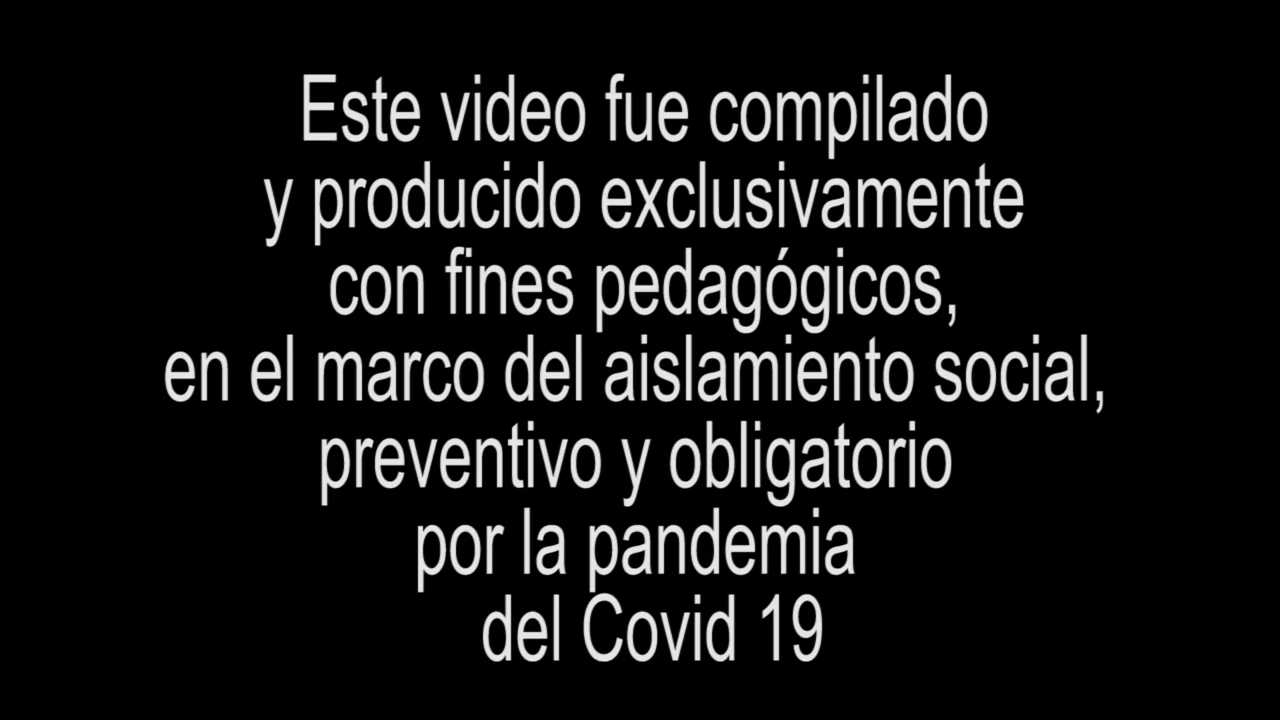 Este video fue compilado
y producido exclusivamente
con fines pedagógicos,
en el marco del aislamiento social,
preventivo y obligatorio
por la pandemia
del Covid 19